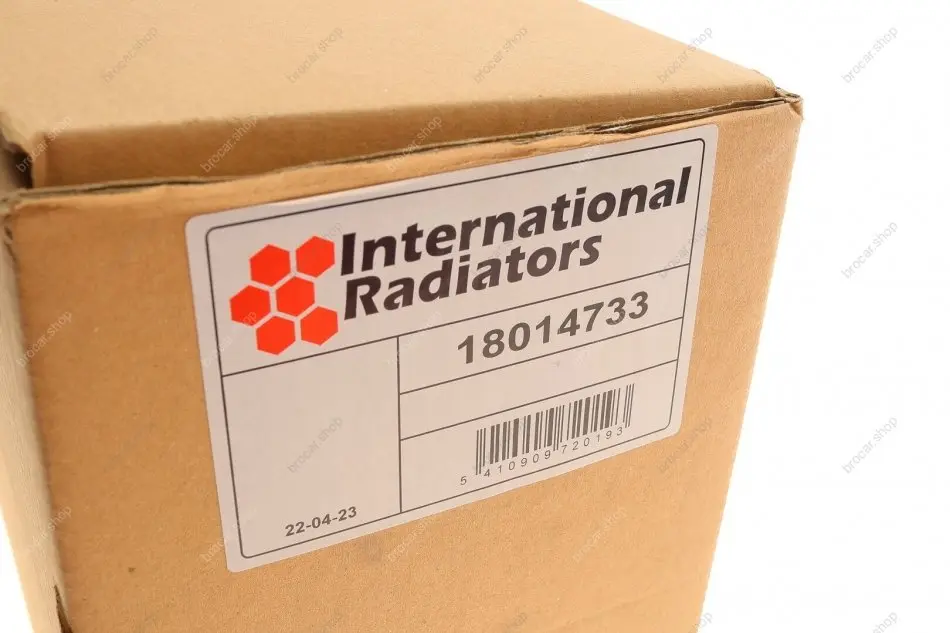 International
Radiators
18014733
5 410909 720193
22-04-23
brocar.shop